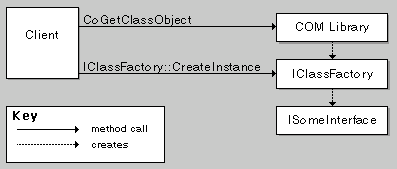 Client
CoGetClassObject
COM Library
IClassFactory::CreateInstance
IClassFactory
ISomeInterface
Key
method call
creates